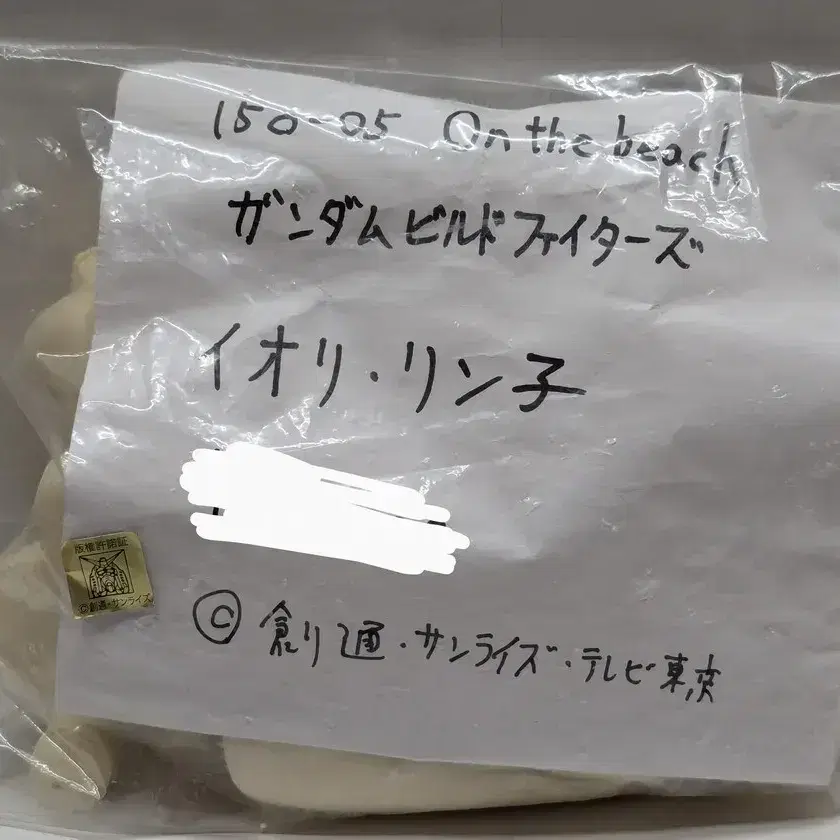 150-05 On the beach
ガンダムビルドファイターズ
イオリ・リン子
版権許諾証
©創通・サンライズ
© 創通・サンライズ・テレビ東京